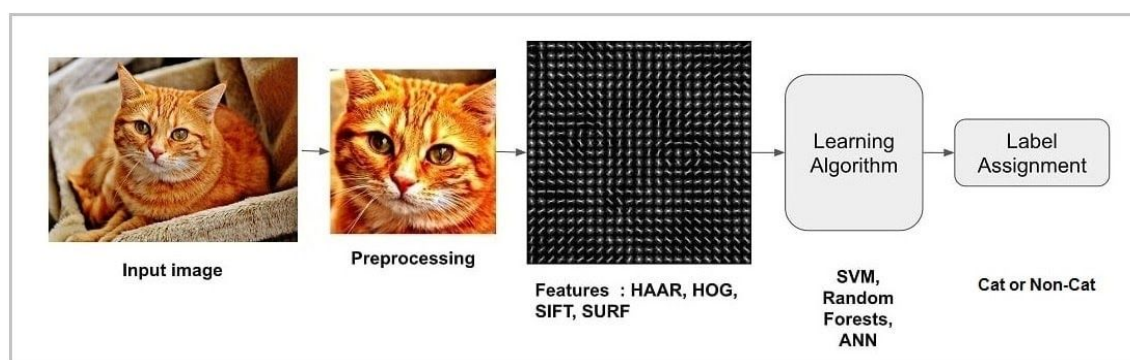 Input image
Preprocessing
Features : HAAR, HOG,
SIFT, SURF
Learning
Algorithm
SVM,
Random
Forests,
ANN
Label
Assignment
Cat or Non-Cat